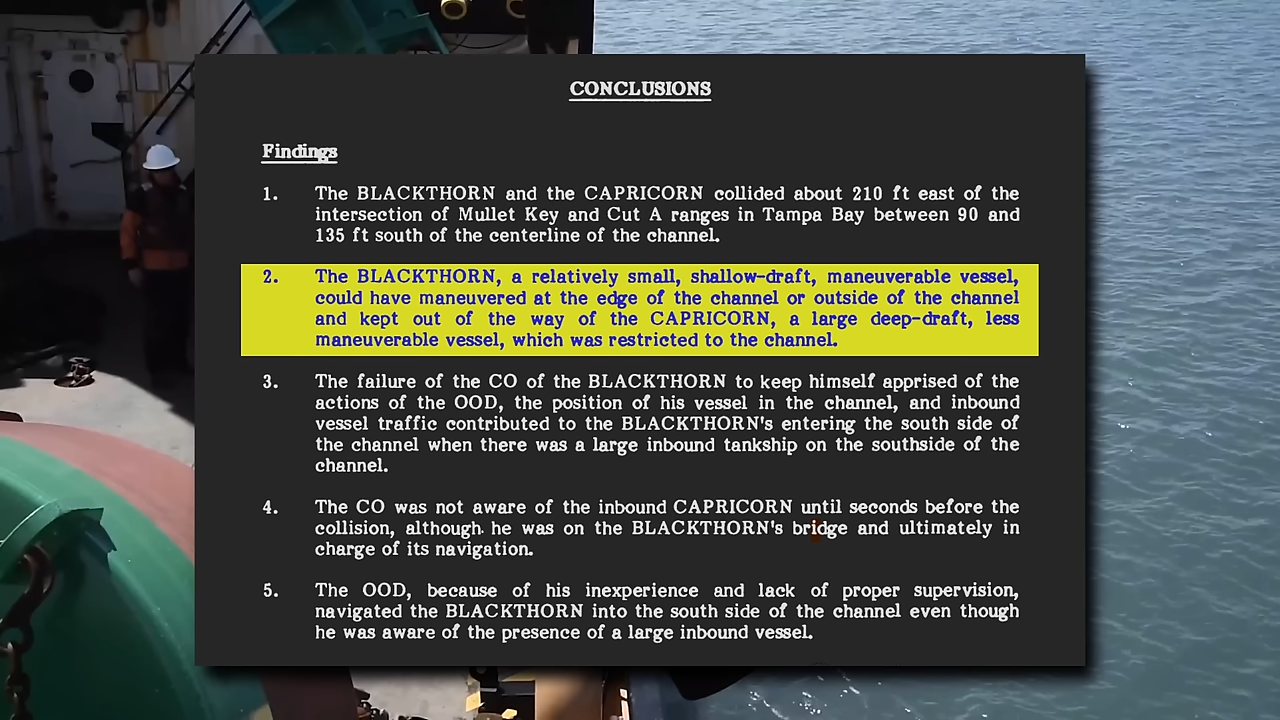 CONCLUSIONS
Findings
1. The BLACKTHORN and the CAPRICORN collided about 210 ft east of the
intersection of Mullet Key and Cut A ranges in Tampa Bay between 90 and
135 ft south of the centerline of the channel.
2. The BLACKTHORN, a relatively small, shallow-draft, maneuverable vessel,
could have maneuvered at the edge of the channel or outside of the channel
and kept out of the way of the CAPRICORN, a large deep-draft, less
maneuverable vessel, which was restricted to the channel.
3. The failure of the CO of the BLACKTHORN to keep himself apprised of the
actions of the OOD, the position of his vessel in the channel, and inbound
vessel traffic contributed to the BLACKTHORN's entering the south side of
the channel when there was a large inbound tankship on the southside of the
channel.
4. The CO was not aware of the inbound CAPRICORN until seconds before the
collision, although he was on the BLACKTHORN's bridge and ultimately in
charge of its navigation.
5. The OOD, because of his inexperience and lack of proper supervision,
navigated the BLACKTHORN into the south side of the channel even though
he was aware of the presence of a large inbound vessel.